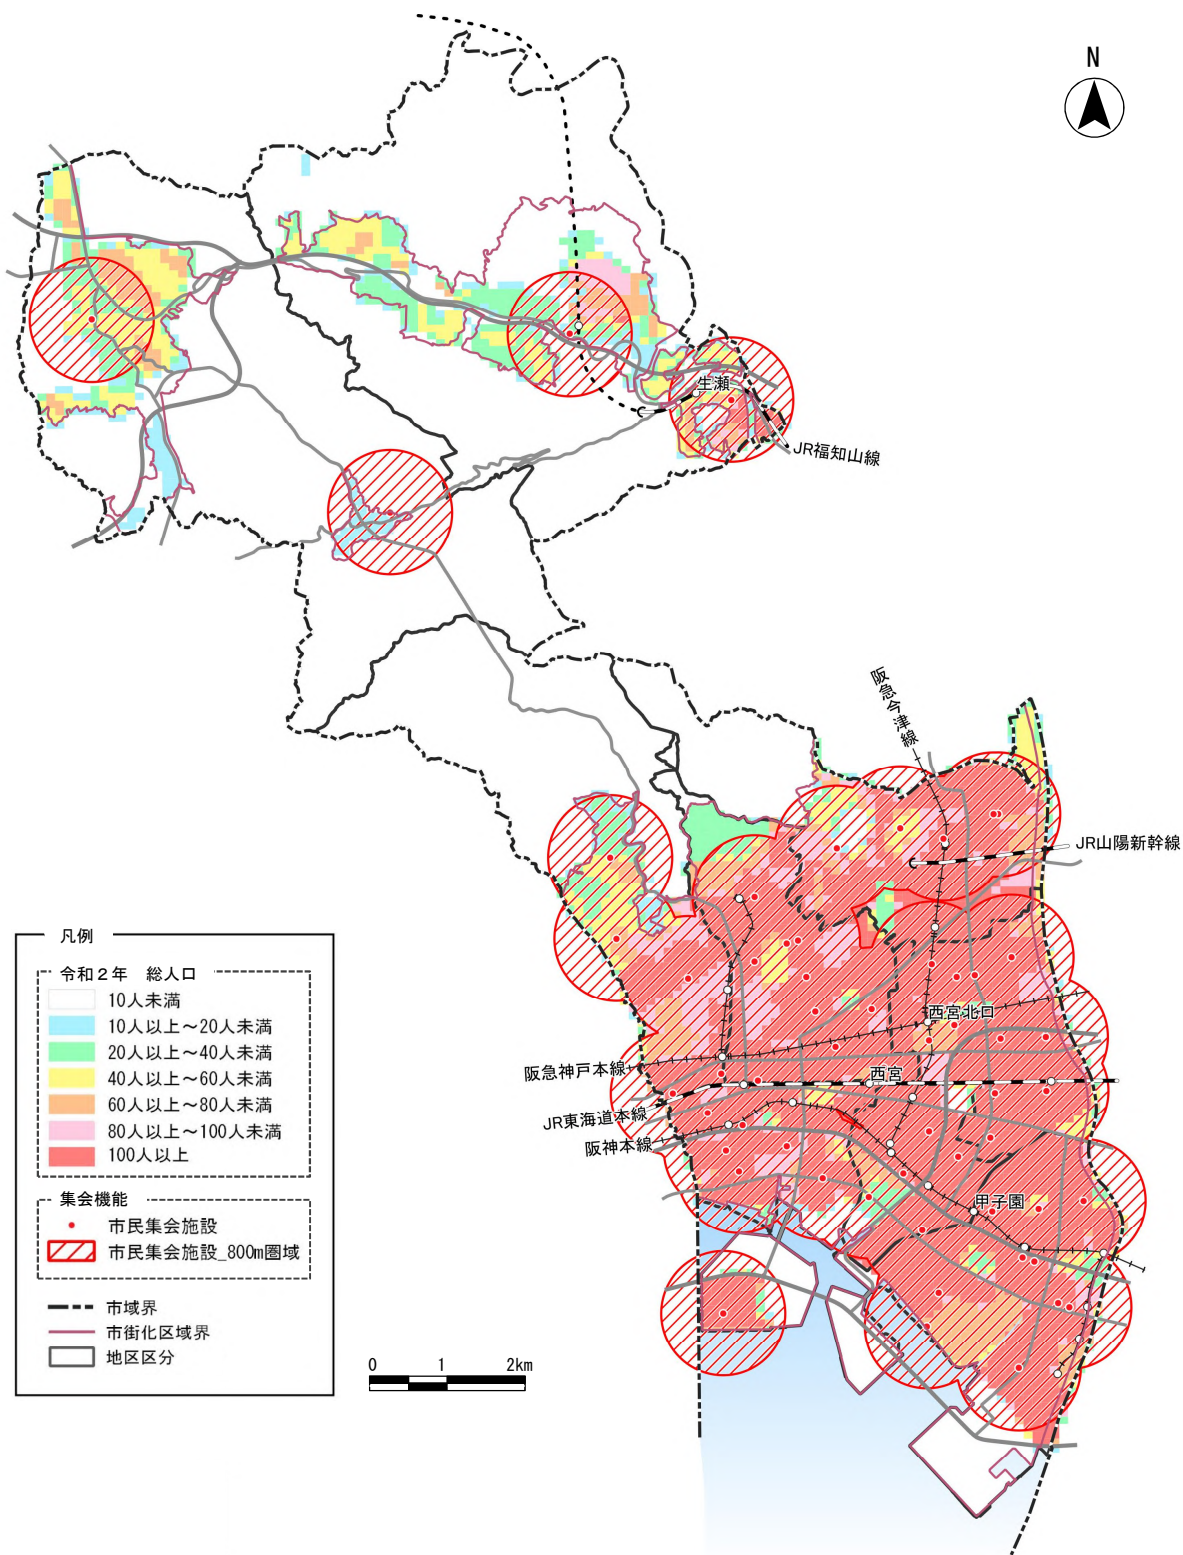 N
生瀬
JR福知山線
阪急今津線
JR山陽新幹線
西宮北口
阪急神戸本線
西宮
JR東海道本線
阪神本線
甲子園
凡例
令和2年 総人口
10人未満
10人以上~20人未満
20人以上~40人未満
40人以上~60人未満
60人以上~80人未満
80人以上~100人未満
100人以上
集会機能
市民集会施設
市民集会施設_800m圏域
市域界
市街化区域界
地区区分
0 1 2km